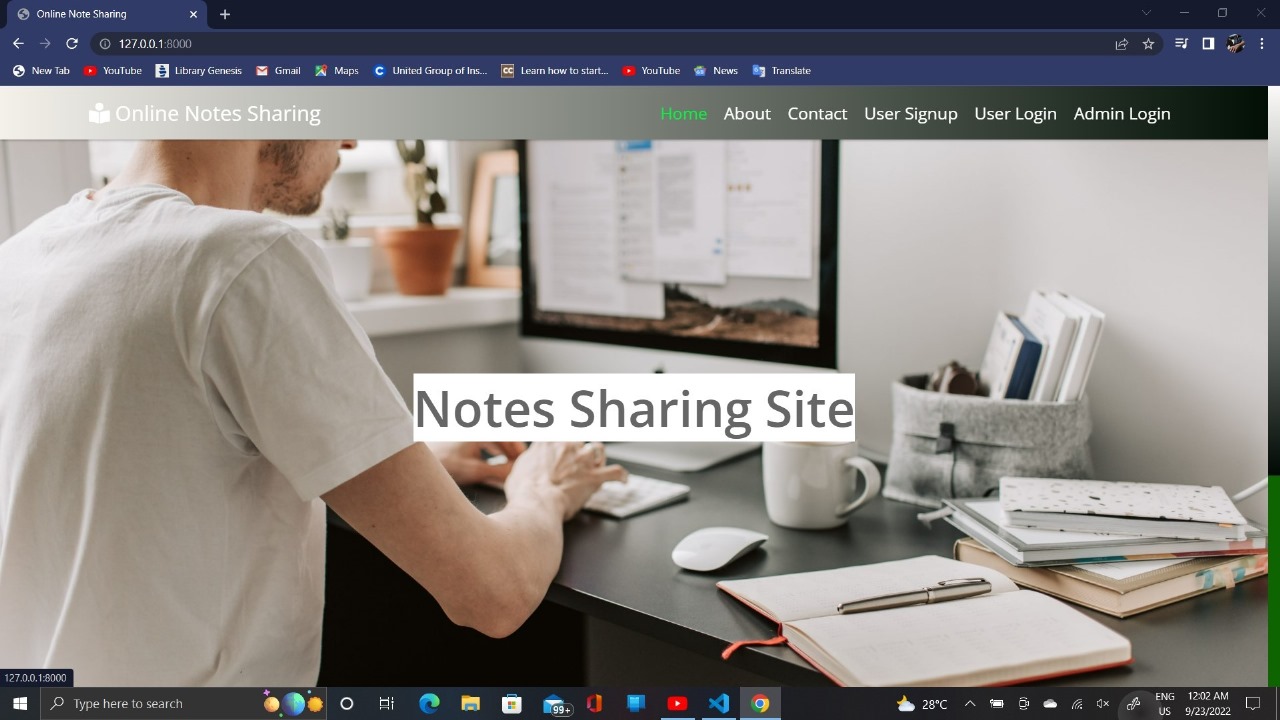 Online Note Sharing
127.0.0.1:8000
New Tab YouTube Library Genesis Gmail Maps United Group of Ins... CC Learn how to start... YouTube News Translate
Online Notes Sharing Home About Contact User Signup User Login Admin Login
Notes Sharing Site
127.0.0.1:8000
Type here to search 99+ 28°C ENG US 12:02 AM 9/23/2022